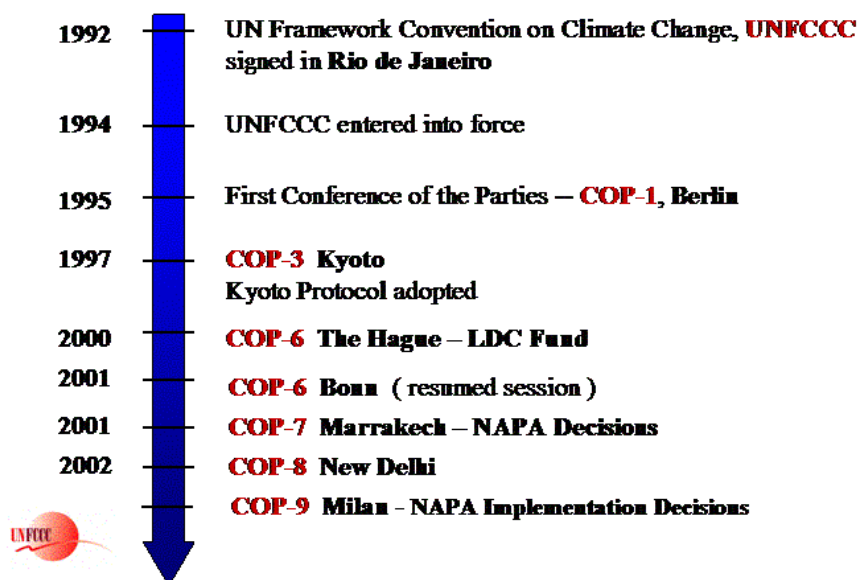 1992 UN Framework Convention on Climate Change, UNFCCC
signed in Rio de Janeiro
1994 UNFCCC entered into force
1995 First Conference of the Parties – COP-1, Berlin
1997 COP-3 Kyoto
Kyoto Protocol adopted
2000 COP-6 The Hague – LDC Fund
2001 COP-6 Bonn ( resumed session )
2001 COP-7 Marrakech – NAPA Decisions
2002 COP-8 New Delhi
COP-9 Milan - NAPA Implementation Decisions
UNFCCC